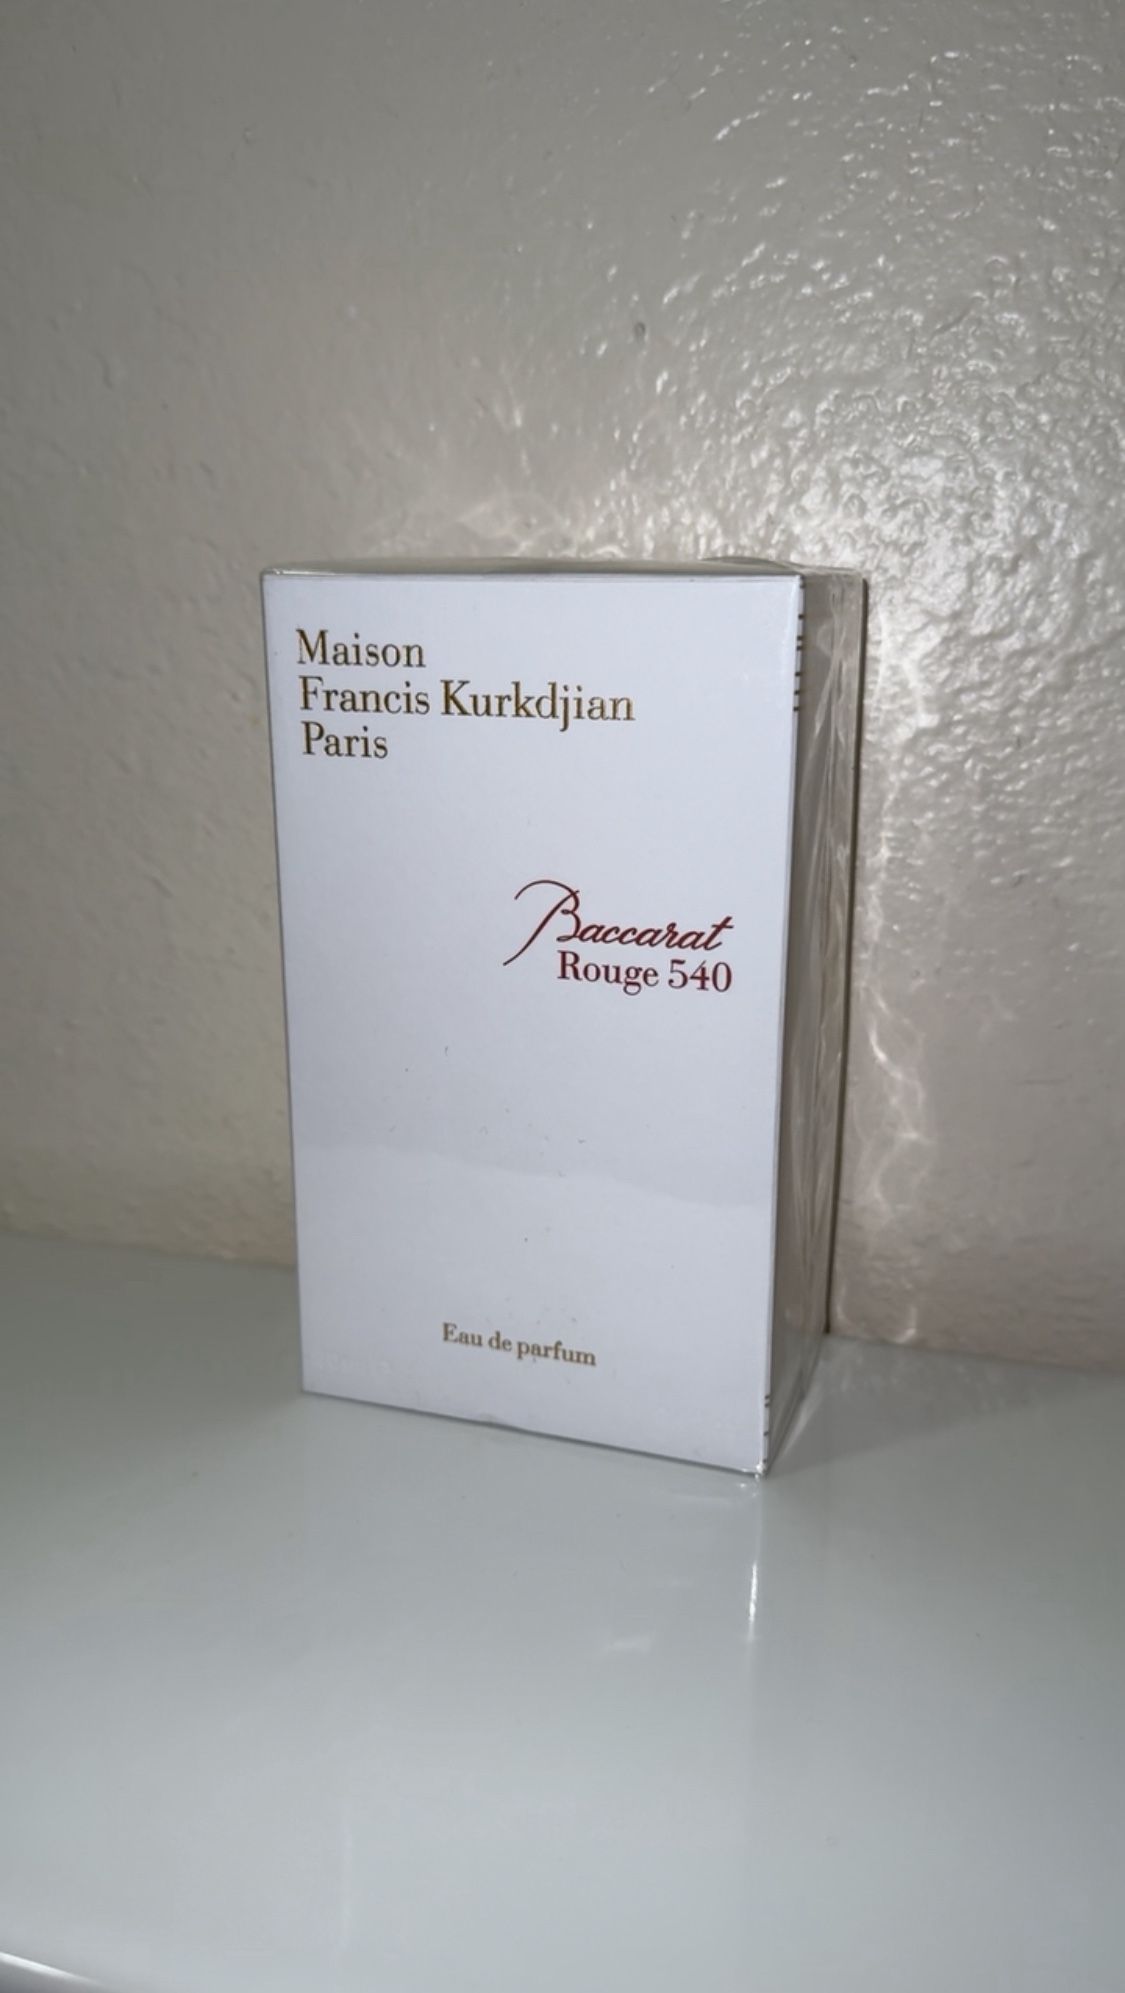 Maison
Francis Kurkdjian
Paris
Baccarat
Rouge 540
Eau de parfum